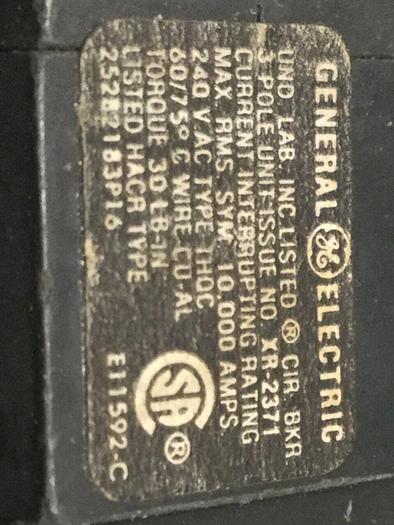 GENERAL GE ELECTRIC
UND. LAB. INC. LISTED ® CIR. BKR
3 POLE UNIT-ISSUE NO. XR-2371
CURRENT INTERRUPTING RATING
MAX. RMS. SYM. 10,000 AMPS
240 V AC TYPE-THQC
60/75°C WIRE-CU-AL
TORQUE 30 LB-IN
LISTED HACR TYPE
252B2183P16 E11592-C
SA ®